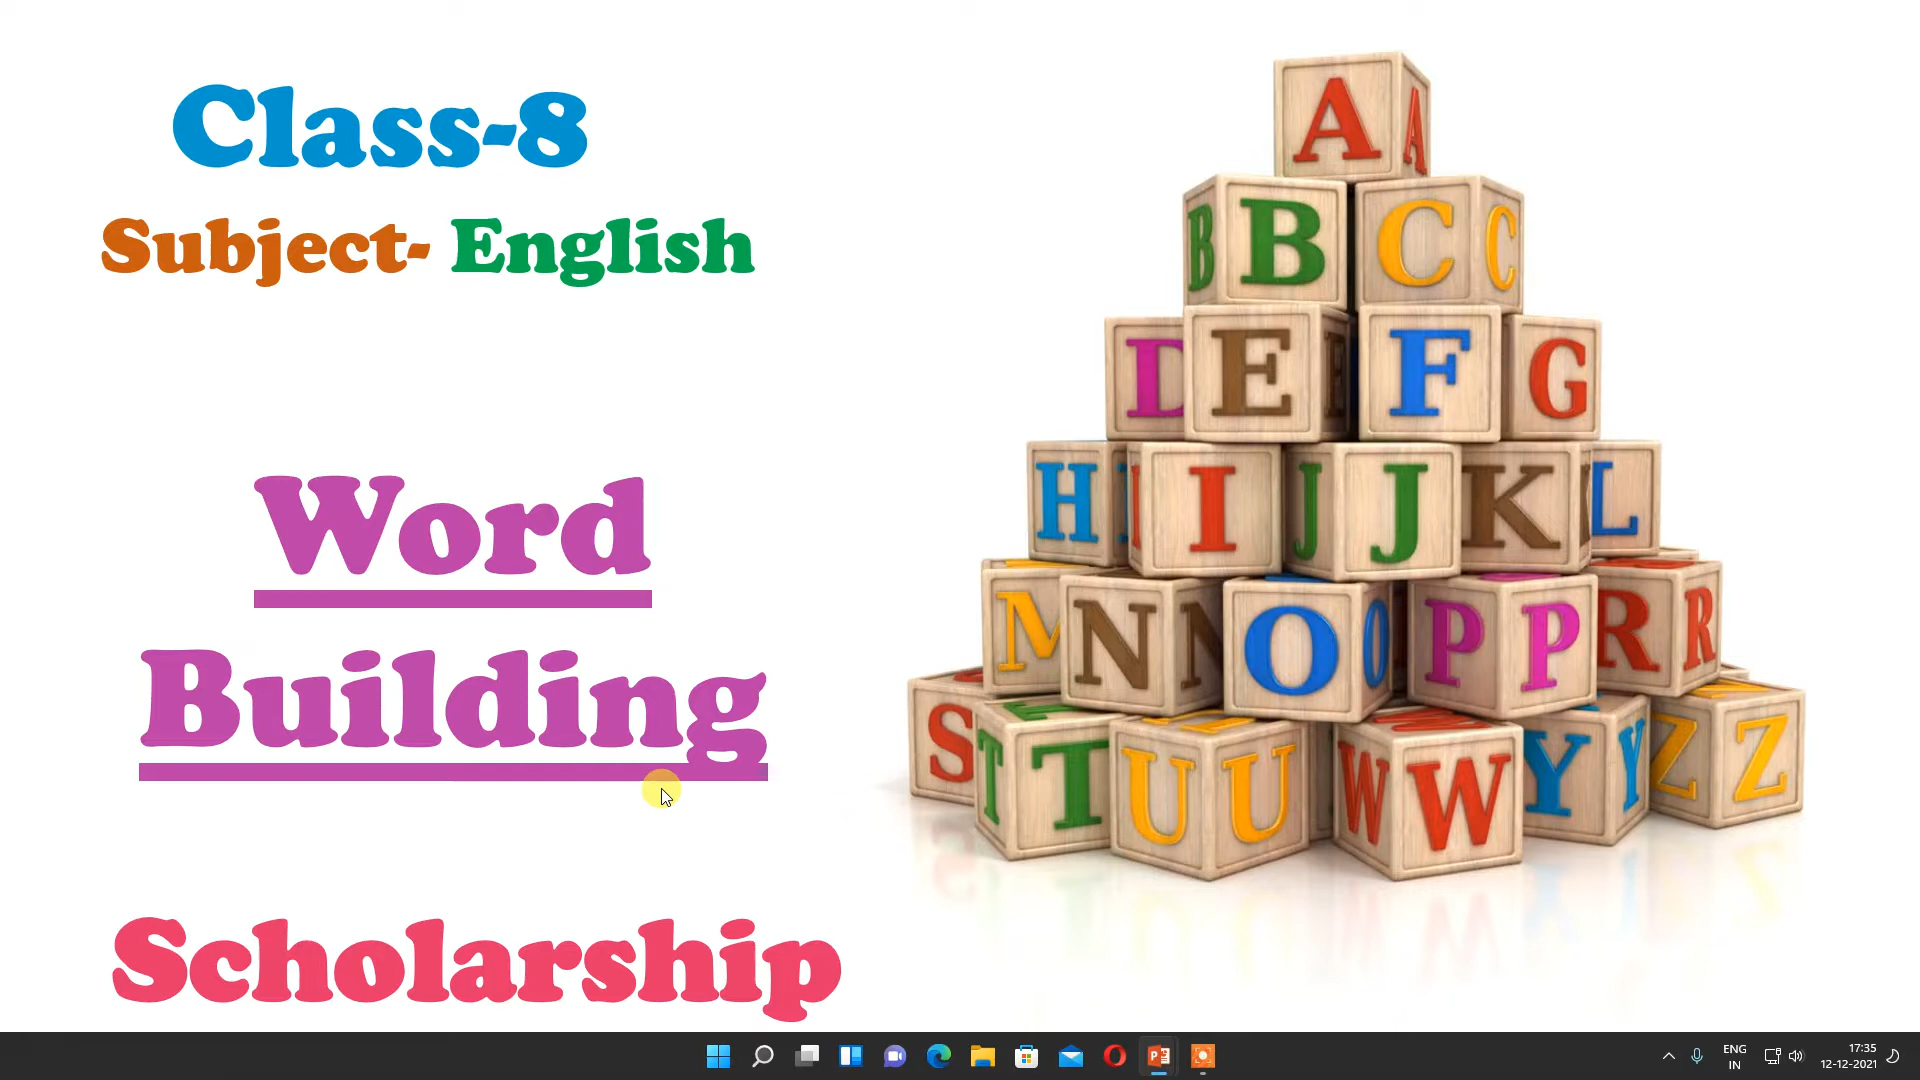 Class-8
Subject- English
Word
Building
Scholarship
A A
B B C C
D E E F G
H I J J K L
M N N O O P P R R
S T T U U W W Y Y Z Z
ENG
IN
17:35
12-12-2021